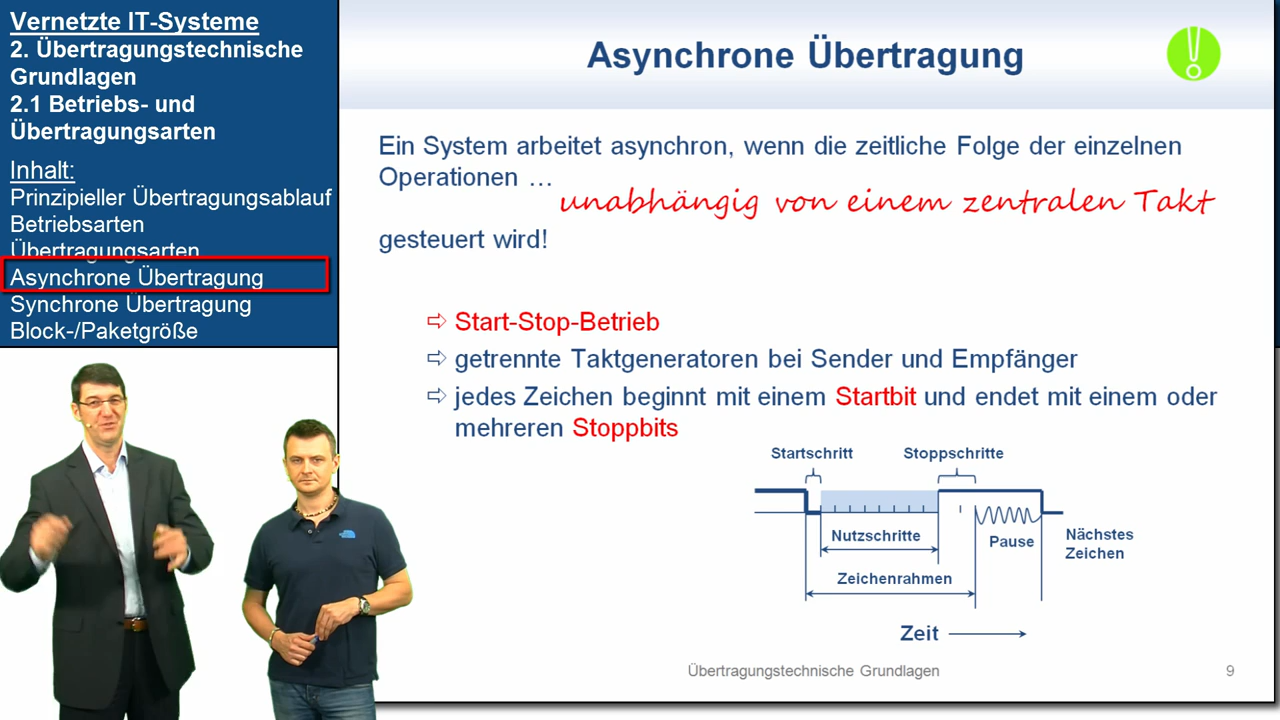 Vernetzte IT-Systeme
2. Übertragungstechnische
Grundlagen
2.1 Betriebs- und
Übertragungsarten
Inhalt:
Prinzipieller Übertragungsablauf
Betriebsarten
Übertragungsarten
Asynchrone Übertragung
Synchrone Übertragung
Block-/Paketgröße
Asynchrone Übertragung
Ein System arbeitet asynchron, wenn die zeitliche Folge der einzelnen
Operationen …
unabhängig von einem zentralen Takt
gesteuert wird!
⇨ Start-Stop-Betrieb
⇨ getrennte Taktgeneratoren bei Sender und Empfänger
⇨ jedes Zeichen beginnt mit einem Startbit und endet mit einem oder
mehreren Stoppbits
Startschritt
Stoppschritte
Nutzschritte
Pause
Nächstes
Zeichen
Zeichenrahmen
Zeit
Übertragungstechnische Grundlagen
9